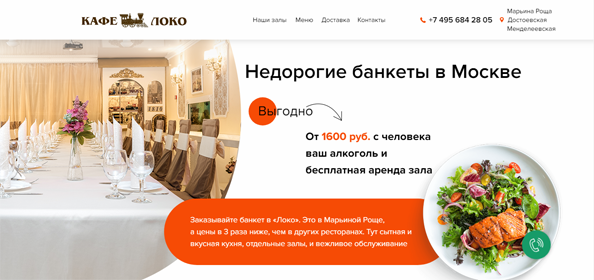 КАФЕ ЛОКО
Наши залы Меню Доставка Контакты
+7 495 684 28 05
Марьина Роща
Достоевская
Менделеевская
Недорогие банкеты в Москве
Выгодно
От 1600 руб. с человека
ваш алкоголь и
бесплатная аренда зала
Заказывайте банкет в «Локо». Это в Марьиной Роще,
а цены в 3 раза ниже, чем в других ресторанах. Тут сытная и
вкусная кухня, отдельные залы, и вежливое обслуживание